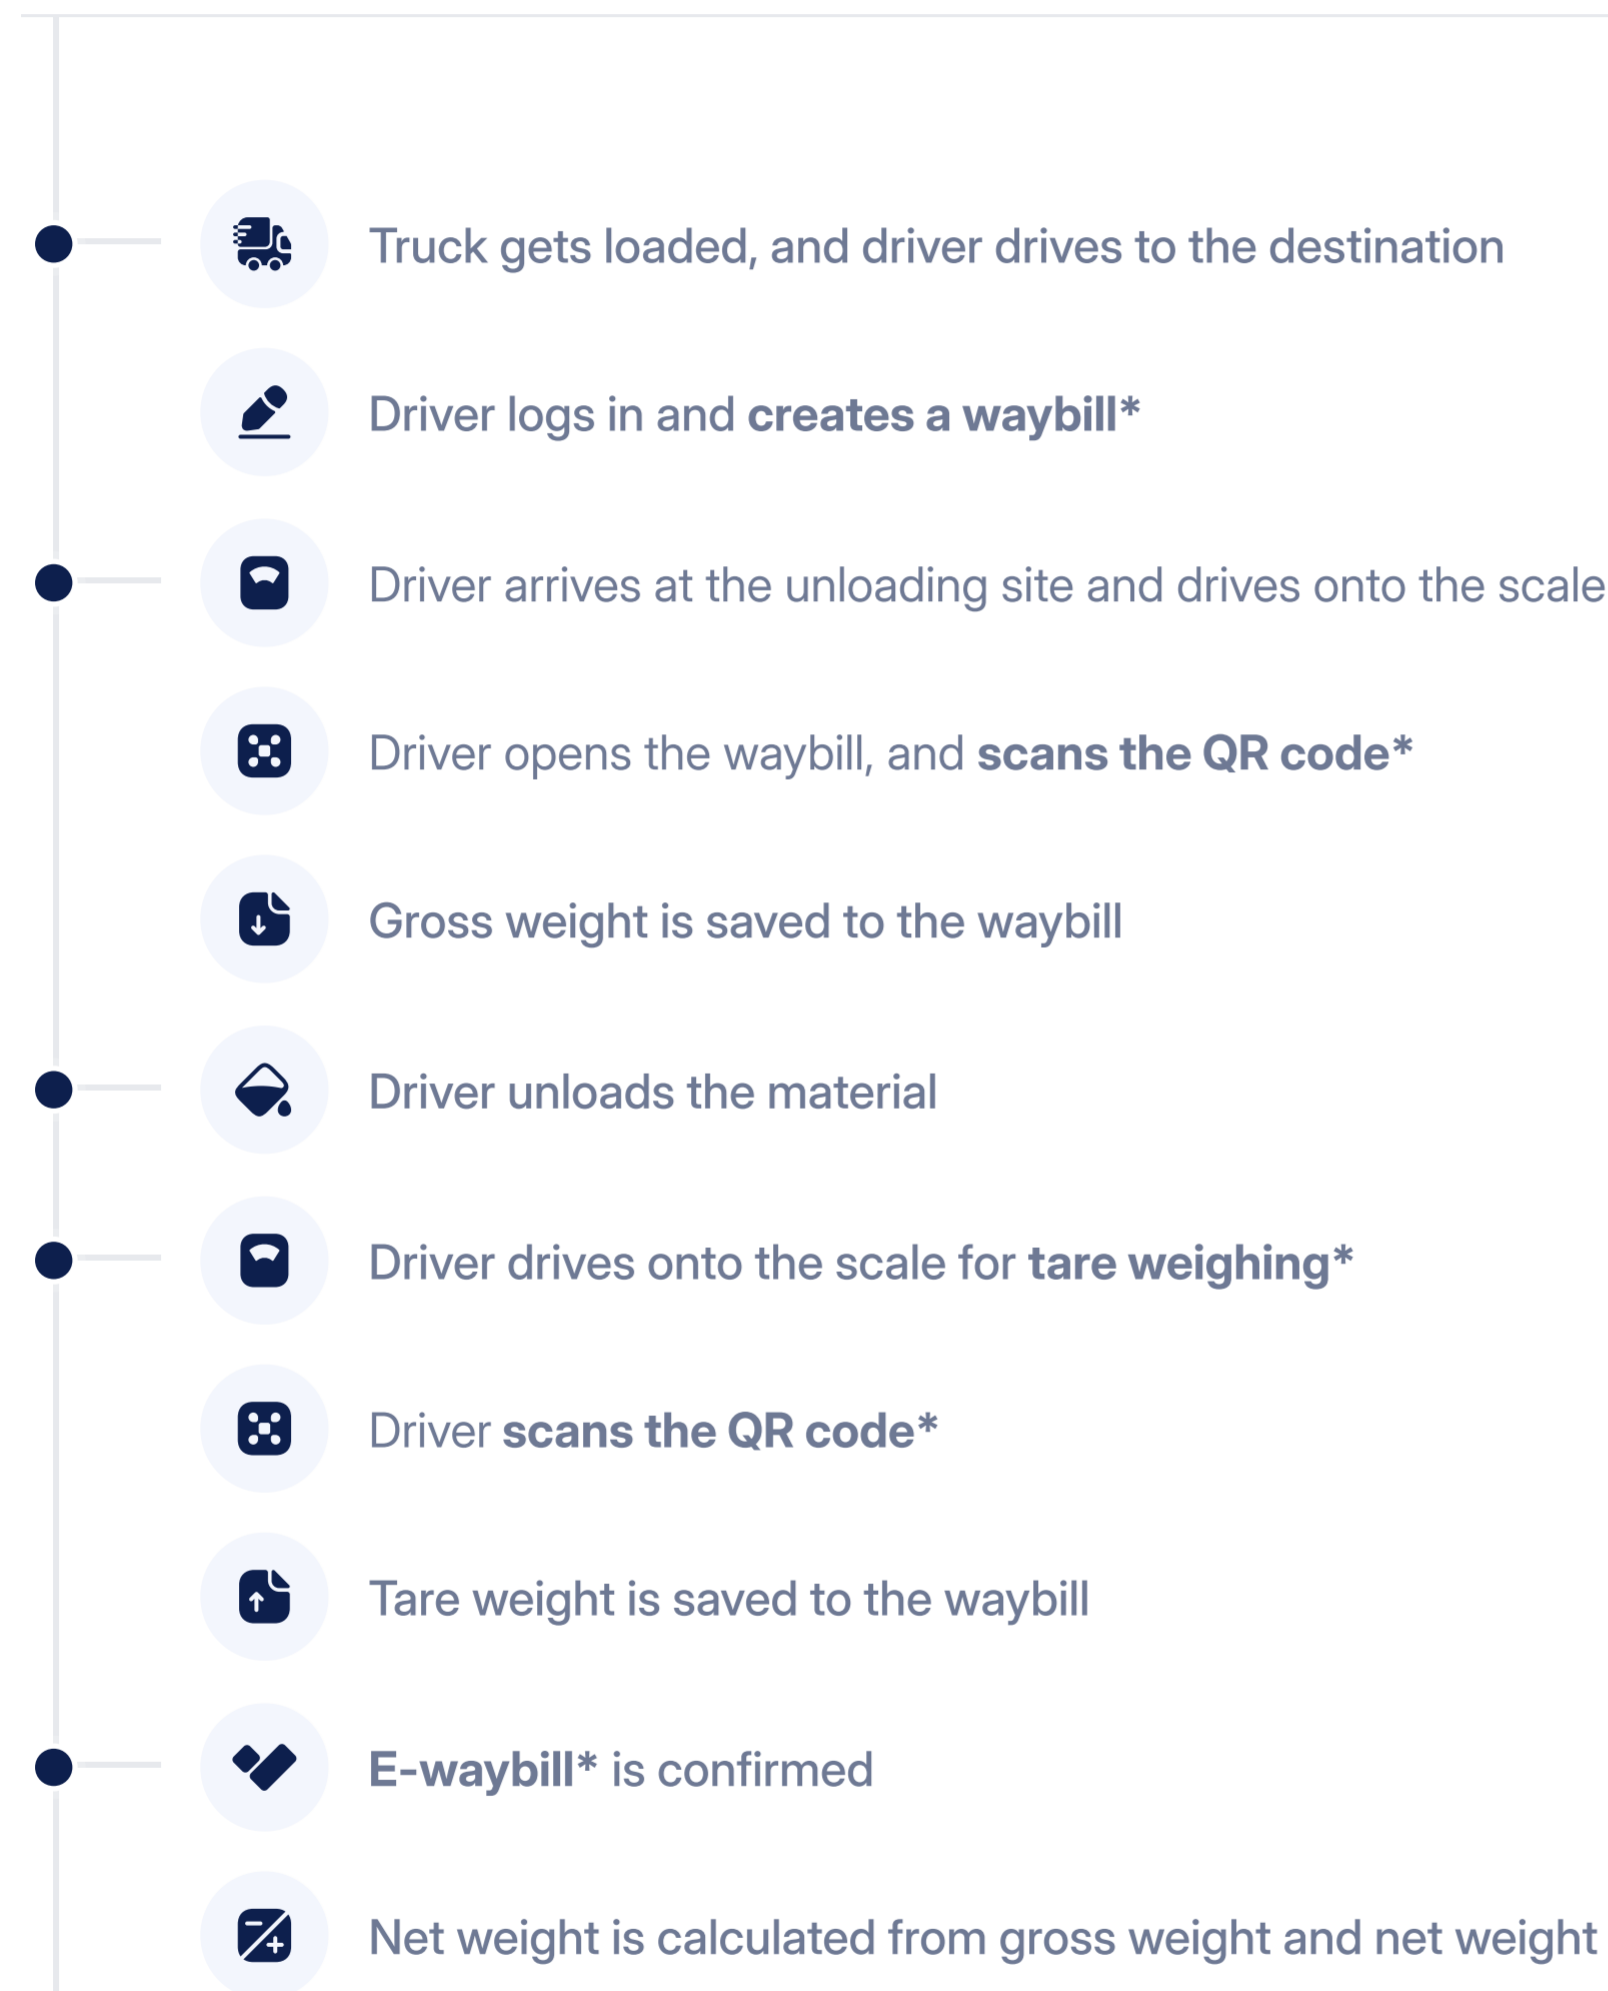 Truck gets loaded, and driver drives to the destination
Driver logs in and creates a waybill*
Driver arrives at the unloading site and drives onto the scale
Driver opens the waybill, and scans the QR code*
Gross weight is saved to the waybill
Driver unloads the material
Driver drives onto the scale for tare weighing*
Driver scans the QR code*
Tare weight is saved to the waybill
E-waybill* is confirmed
Net weight is calculated from gross weight and net weight